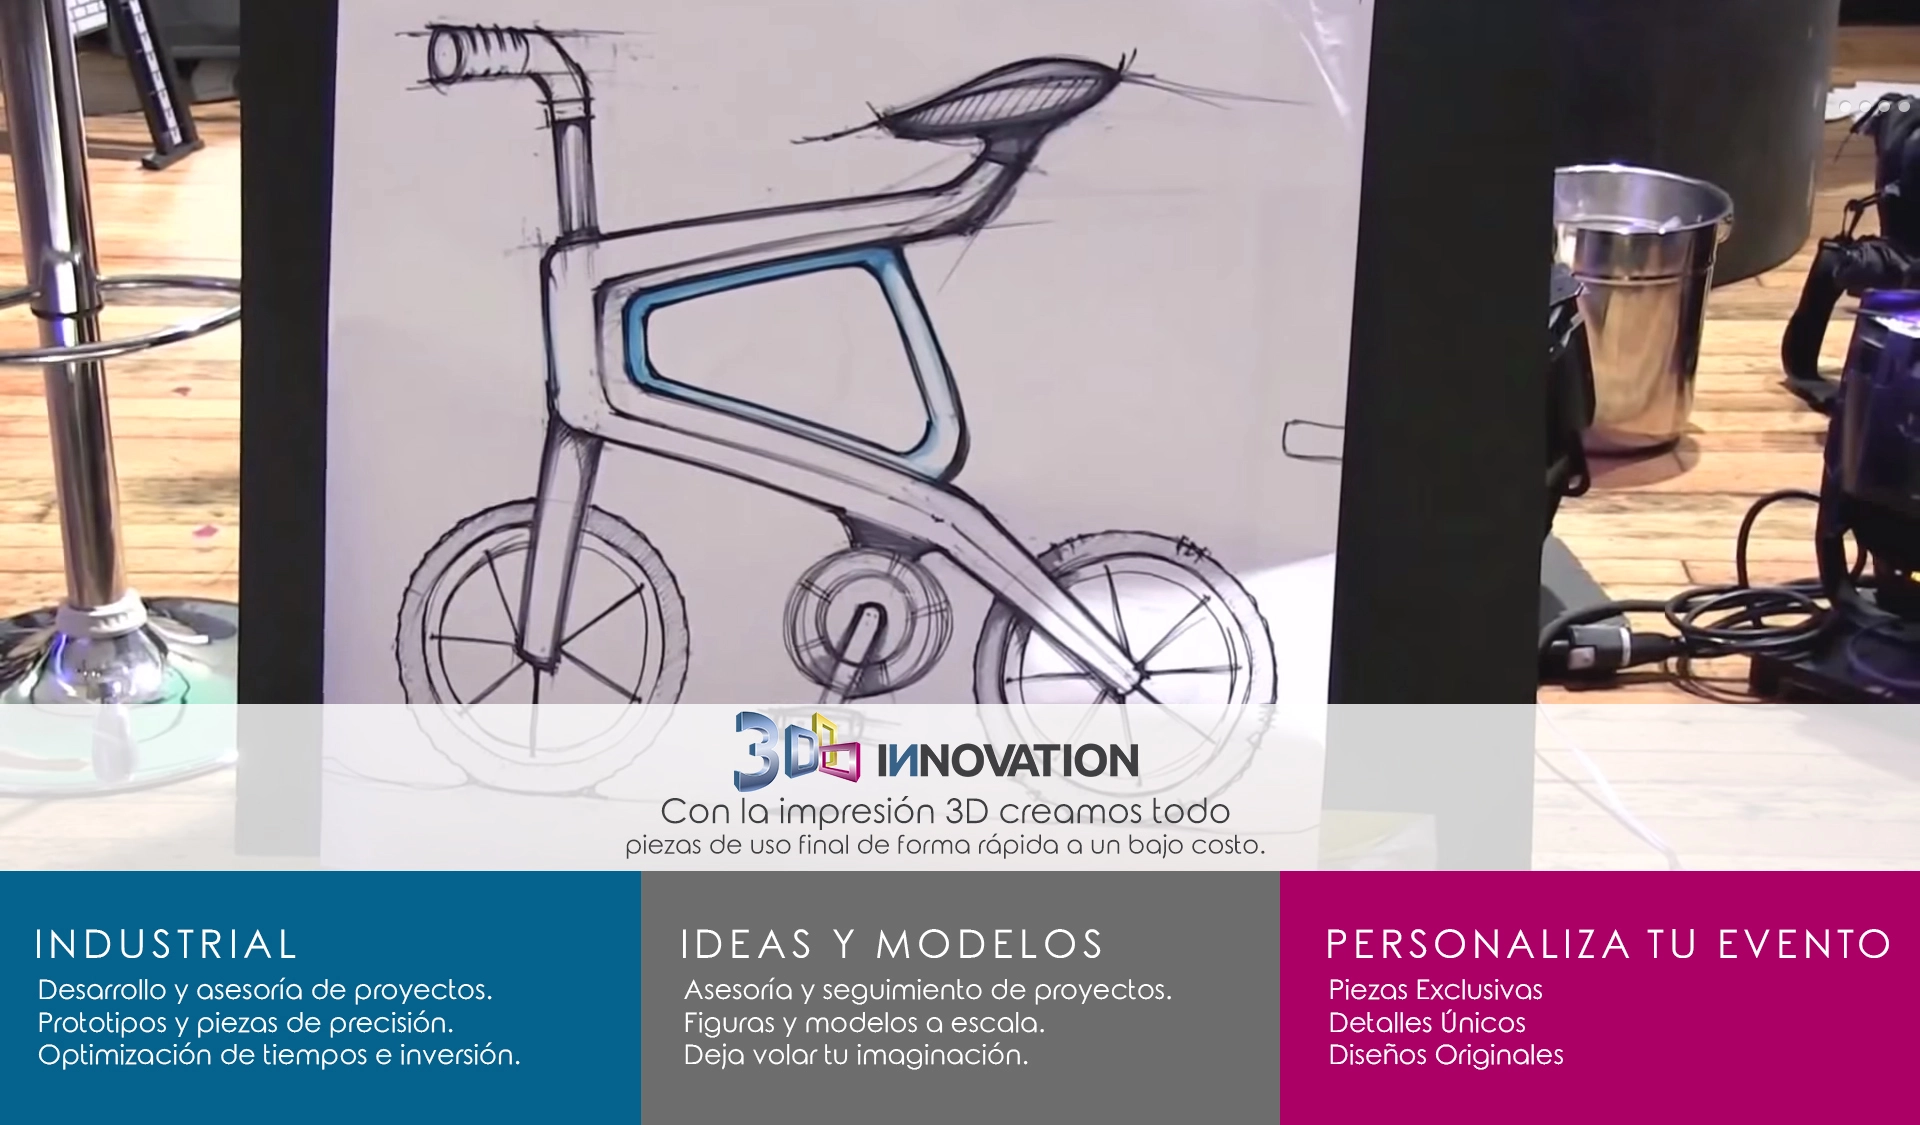 3D INNOVATION
Con la impresión 3D creamos todo
piezas de uso final de forma rápida a un bajo costo.
INDUSTRIAL
Desarrollo y asesoría de proyectos.
Prototipos y piezas de precisión.
Optimización de tiempos e inversión.
IDEAS Y MODELOS
Asesoría y seguimiento de proyectos.
Figuras y modelos a escala.
Deja volar tu imaginación.
PERSONALIZA TU EVENTO
Piezas Exclusivas
Detalles Únicos
Diseños Originales